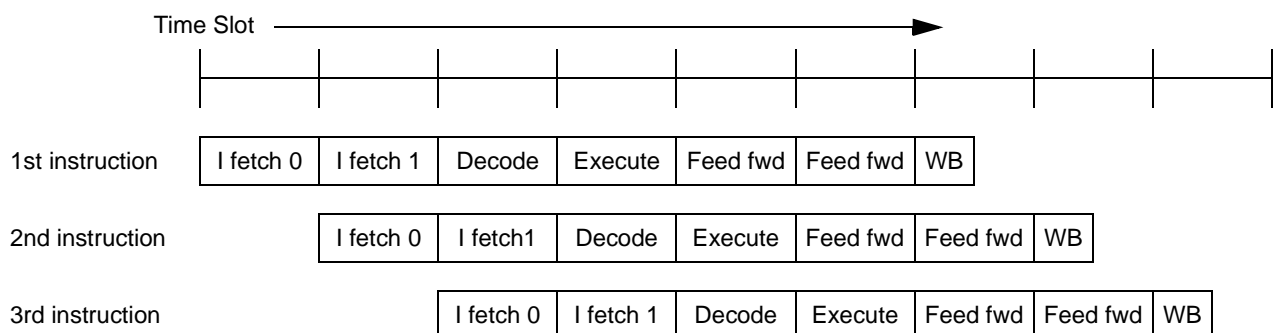 Time Slot
1st instruction I fetch 0 I fetch 1 Decode Execute Feed fwd Feed fwd WB
2nd instruction I fetch 0 I fetch1 Decode Execute Feed fwd Feed fwd WB
3rd instruction I fetch 0 I fetch 1 Decode Execute Feed fwd Feed fwd WB